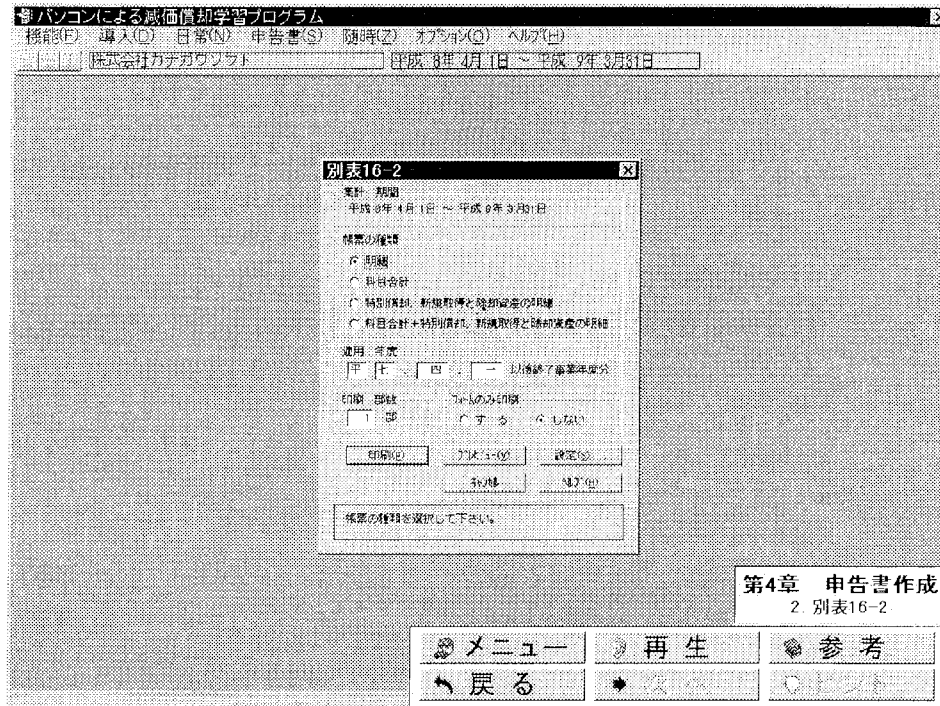 パソコンによる減価償却学習プログラム
機能(F) 導入(D) 日常(N) 申告書(S) 随時(Z) オプション(O) ヘルプ(H)
株式会社カナガワソフト 平成 8年 4月 1日 ～ 平成 9年 3月31日
別表16-2
集計 期間
平成 8年 4月 1日 ～ 平成 9年 3月31日
帳票の種類
明細
科目合計
特別償却、新規取得と除却資産の明細
科目合計＋特別償却、新規取得と除却資産の明細
適用 年度
平 七 . 四 . 一 以後終了事業年度分
印刷 部数 フォームのみ印刷
1 部 する しない
印刷(P) プレビュー(V) 設定(S)
キャンセル ヘルプ(H)
帳票の種類を選択して下さい。
第4章 申告書作成
2. 別表16-2
メニュー 再生 参考
戻る 次へ ヒント